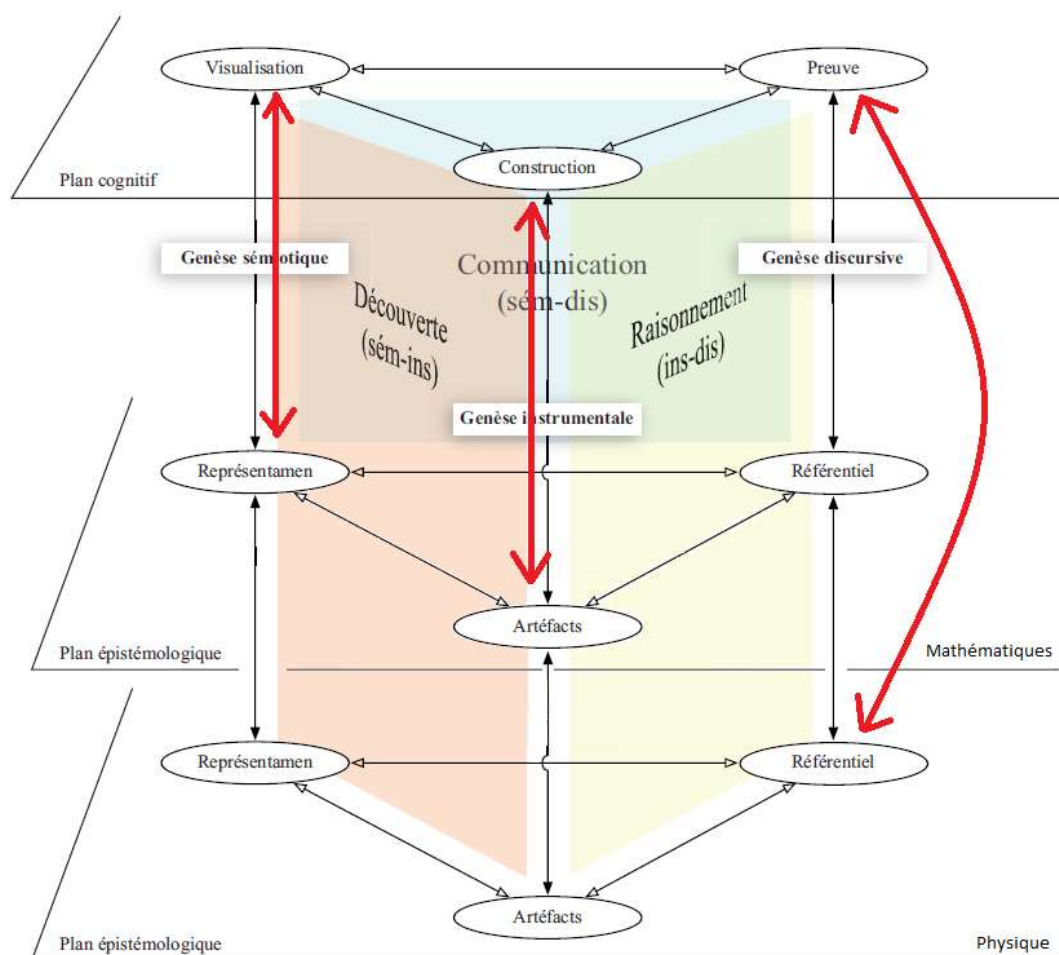 Visualisation
Preuve
Construction
Plan cognitif
Genèse sémiotique
Communication
(sém-dis)
Genèse discursive
Découverte
(sém-ins)
Raisonnement
(ins-dis)
Genèse instrumentale
Représentamen
Référentiel
Artéfacts
Plan épistémologique
Mathématiques
Représentamen
Référentiel
Artéfacts
Plan épistémologique
Physique